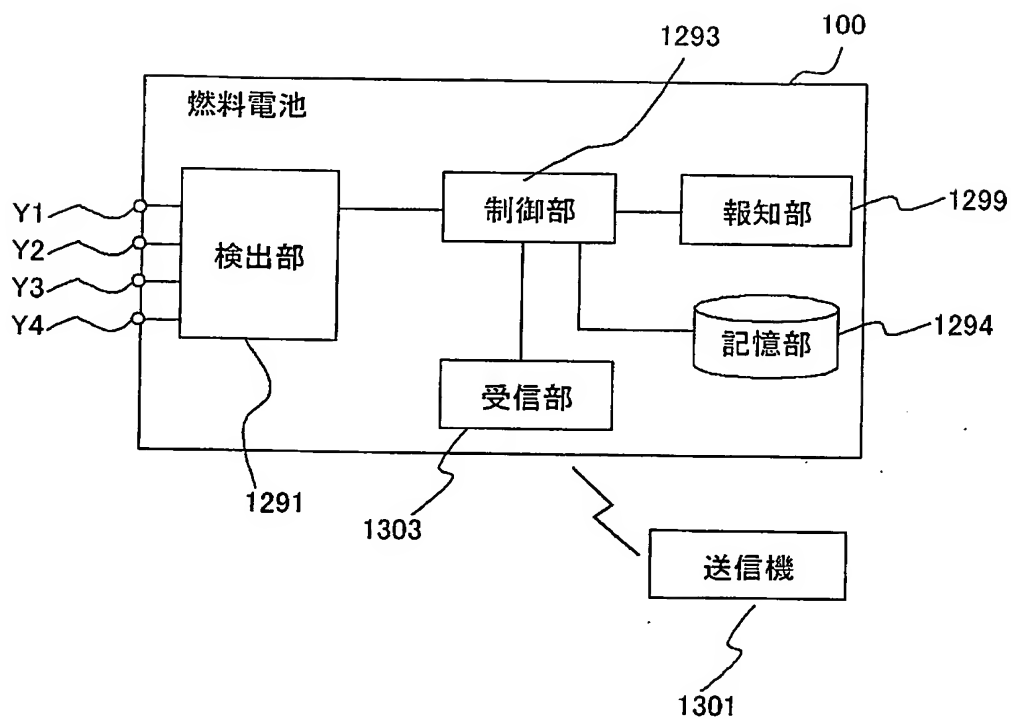 100
1293
燃料電池
Y1
Y2
Y3
Y4
検出部
制御部
報知部
1299
記憶部
1294
受信部
1291
1303
送信機
1301